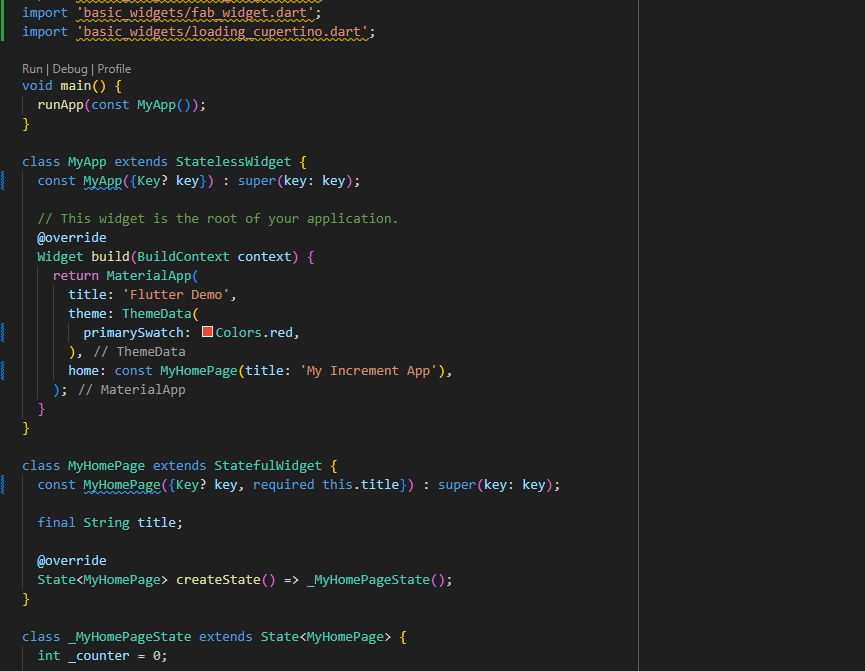 import 'basic_widgets/fab_widget.dart';
import 'basic_widgets/loading_cupertino.dart';
Run | Debug | Profile
void main() {
  runApp(const MyApp());
}
class MyApp extends StatelessWidget {
  const MyApp({Key? key}) : super(key: key);
  // This widget is the root of your application.
  @override
  Widget build(BuildContext context) {
    return MaterialApp(
      title: 'Flutter Demo',
      theme: ThemeData(
        primarySwatch: Colors.red,
      ), // ThemeData
      home: const MyHomePage(title: 'My Increment App'),
    ); // MaterialApp
  }
}
class MyHomePage extends StatefulWidget {
  const MyHomePage({Key? key, required this.title}) : super(key: key);
  final String title;
  @override
  State<MyHomePage> createState() => _MyHomePageState();
}
class _MyHomePageState extends State<MyHomePage> {
  int _counter = 0;